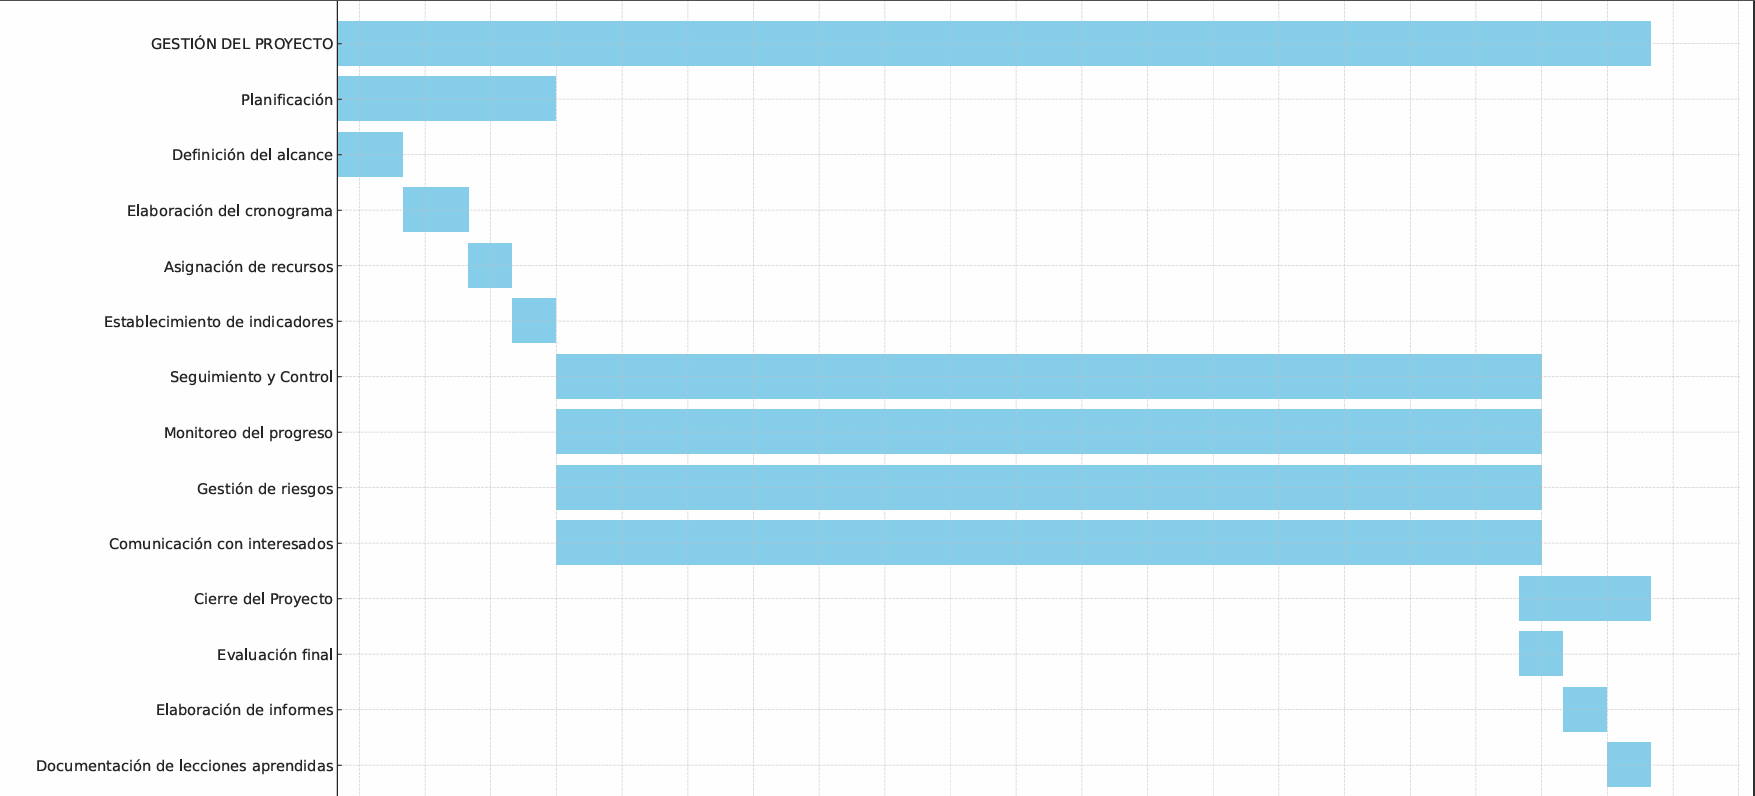 GESTIÓN DEL PROYECTO
Planificación
Definición del alcance
Elaboración del cronograma
Asignación de recursos
Establecimiento de indicadores
Seguimiento y Control
Monitoreo del progreso
Gestión de riesgos
Comunicación con interesados
Cierre del Proyecto
Evaluación final
Elaboración de informes
Documentación de lecciones aprendidas